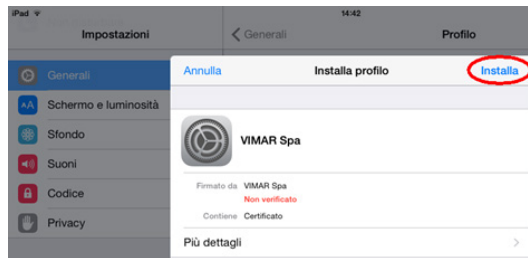 iPad 14:42
Impostazioni
Generali
Profilo
Generali
Schermo e luminosità
Sfondo
Suoni
Codice
Privacy
Annulla
Installa profilo
Installa
VIMAR Spa
Firmato da VIMAR Spa
Non verificato
Contiene Certificato
Più dettagli